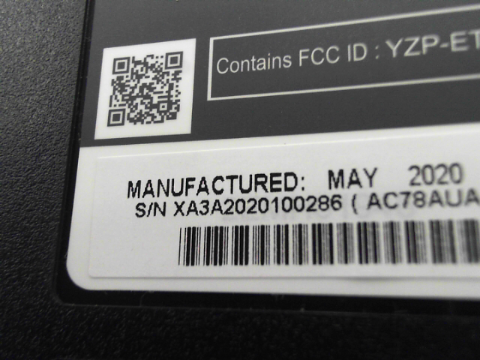 Contains FCC ID : YZP-ET
MANUFACTURED: MAY 2020
S/N XA3A2020100286 ( AC78AUA